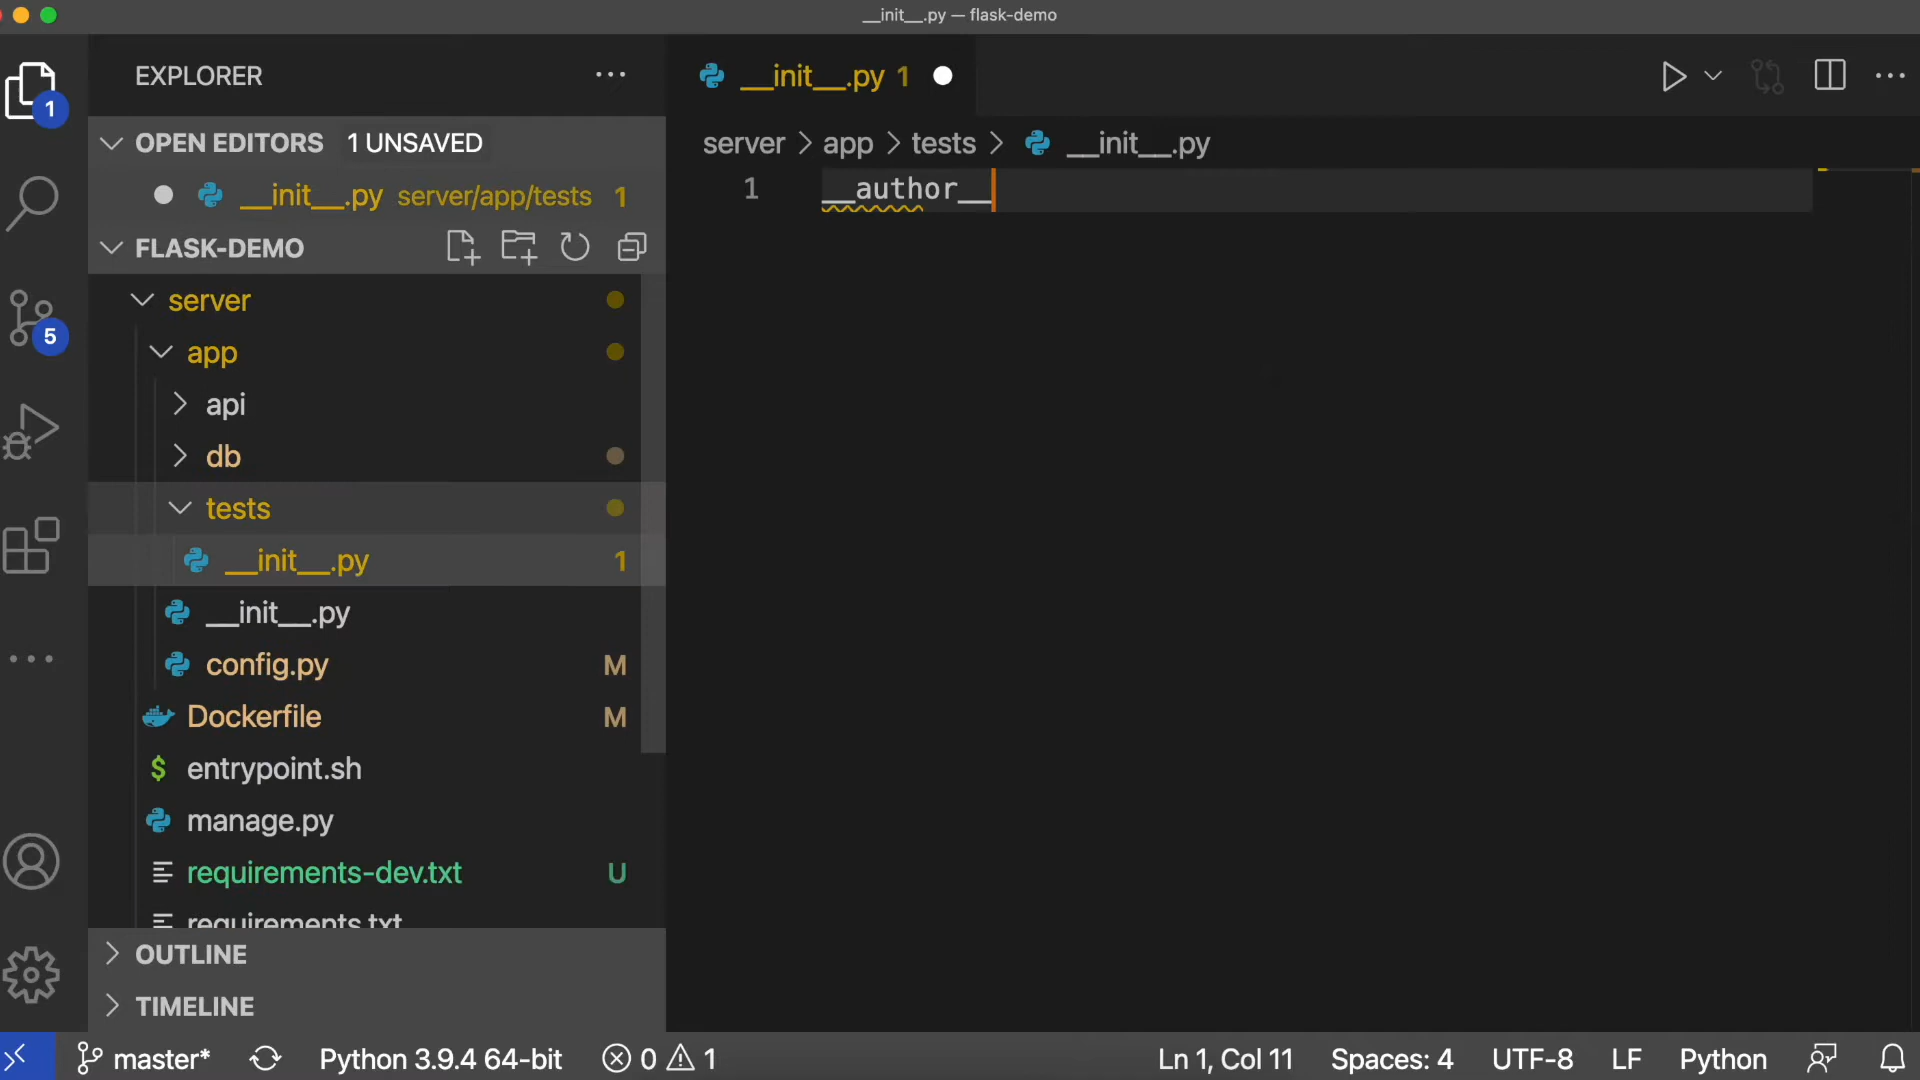 __init__.py — flask-demo
EXPLORER
1
OPEN EDITORS 1 UNSAVED
__init__.py server/app/tests 1
FLASK-DEMO
server
app
api
db
tests
__init__.py 1
__init__.py
config.py M
Dockerfile M
$ entrypoint.sh
manage.py
requirements-dev.txt U
requirements.txt
OUTLINE
TIMELINE
5
__init__.py 1
server > app > tests > __init__.py
1 __author__
master* Python 3.9.4 64-bit 0 1 Ln 1, Col 11 Spaces: 4 UTF-8 LF Python